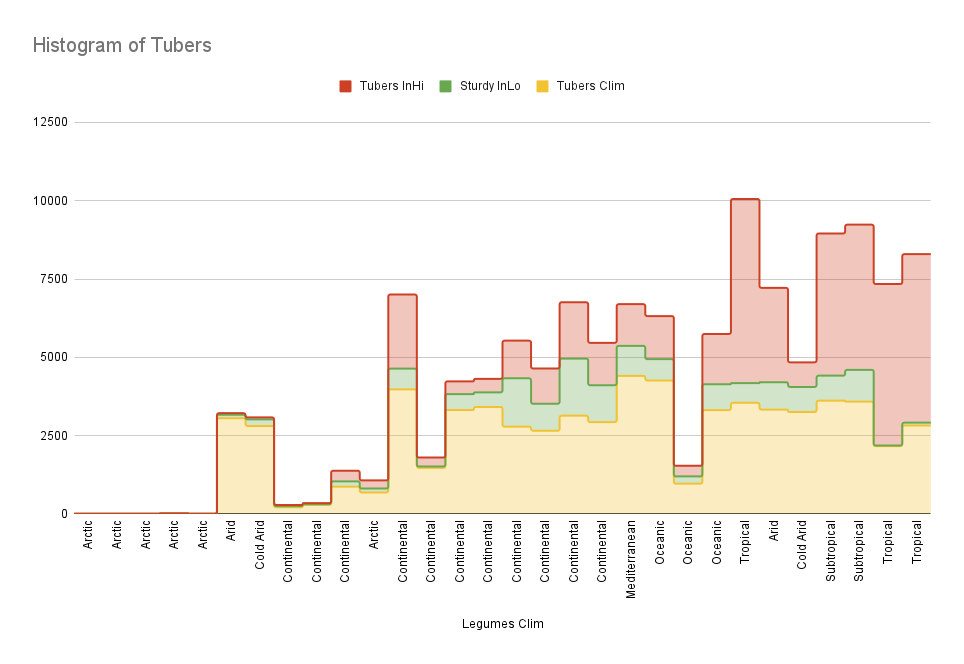 Histogram of Tubers
Tubers InHi Sturdy InLo Tubers Clim
12500
10000
7500
5000
2500
0
Arctic
Arctic
Arctic
Arctic
Arctic
Arid
Cold Arid
Continental
Continental
Continental
Arctic
Continental
Continental
Continental
Continental
Continental
Continental
Continental
Continental
Mediterranean
Oceanic
Oceanic
Oceanic
Tropical
Arid
Cold Arid
Subtropical
Subtropical
Tropical
Tropical
Legumes Clim